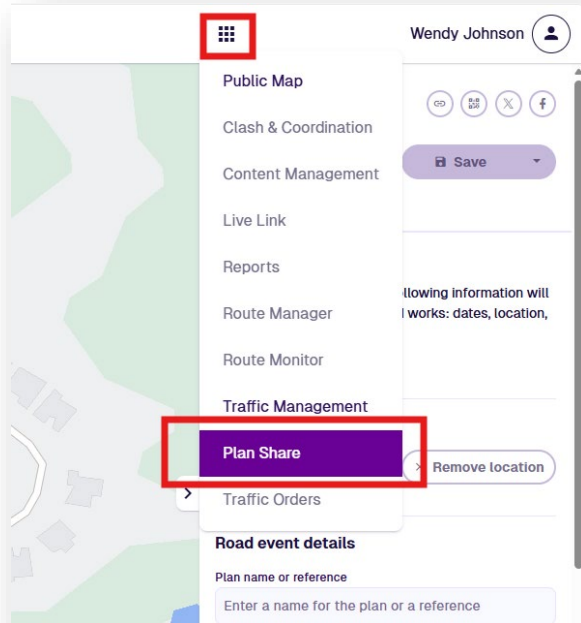 Wendy Johnson
Public Map
Clash & Coordination
Content Management
Save
Live Link
Reports
llowing information will
Route Manager
works: dates, location,
Route Monitor
Traffic Management
Plan Share
Remove location
Traffic Orders
Road event details
Plan name or reference
Enter a name for the plan or a reference